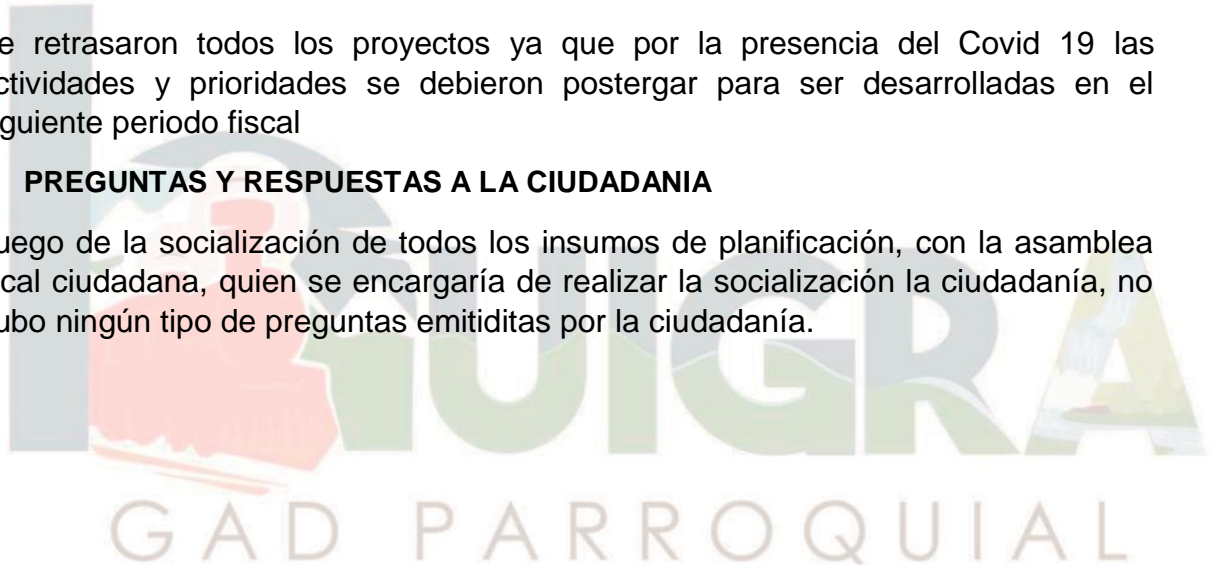 e retrasaron todos los proyectos ya que por la presencia del Covid 19 las
ctividades y prioridades se debieron postergar para ser desarrolladas en el
guiente periodo fiscal
PREGUNTAS Y RESPUESTAS A LA CIUDADANIA
uego de la socialización de todos los insumos de planificación, con la asamblea
cal ciudadana, quien se encargaría de realizar la socialización la ciudadanía, no
ubo ningún tipo de preguntas emitiditas por la ciudadanía.
HUIGRA
GAD PARROQUIAL